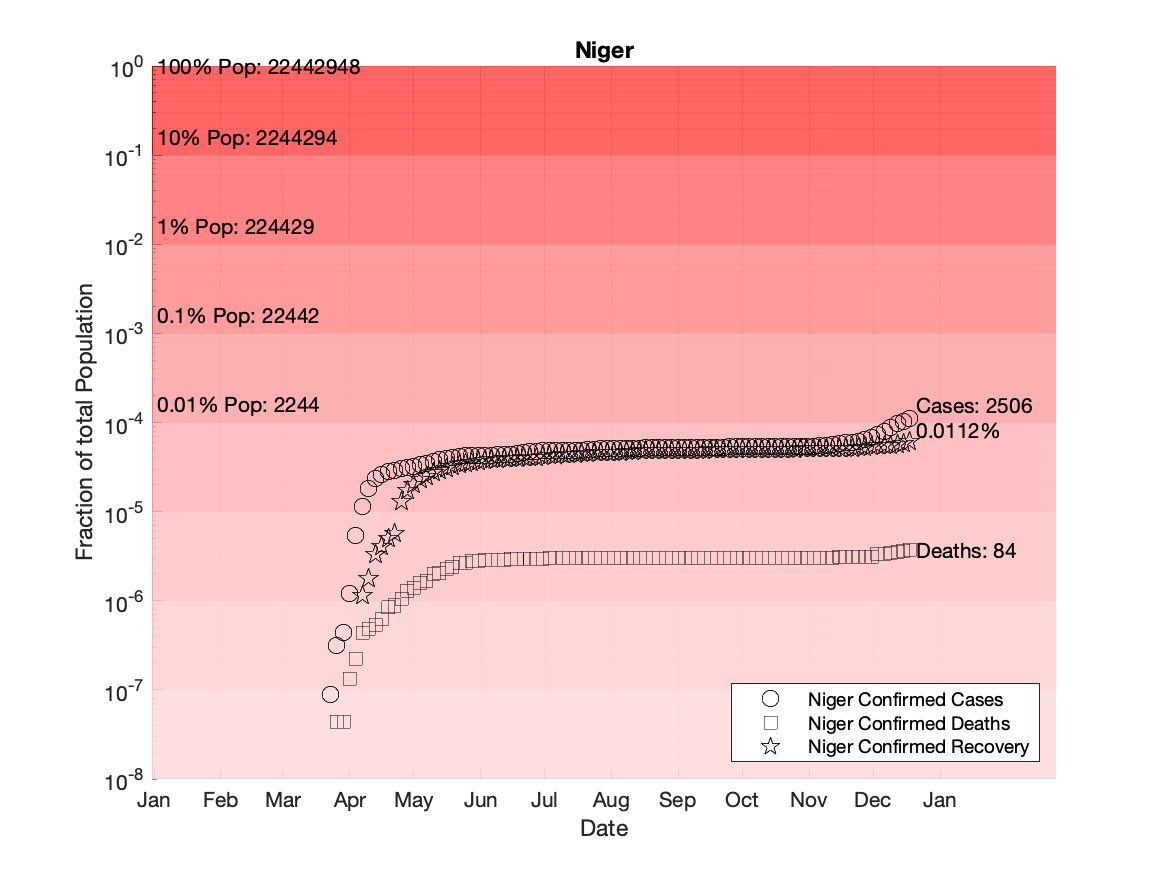 Niger
10^0
100% Pop: 22442948
10% Pop: 2244294
10^-1
1% Pop: 224429
10^-2
0.1% Pop: 22442
10^-3
0.01% Pop: 2244
10^-4
Cases: 2506
0.0112%
10^-5
Deaths: 84
10^-6
10^-7
10^-8
Fraction of total Population
Niger Confirmed Cases
Niger Confirmed Deaths
Niger Confirmed Recovery
Jan Feb Mar Apr May Jun Jul Aug Sep Oct Nov Dec Jan
Date